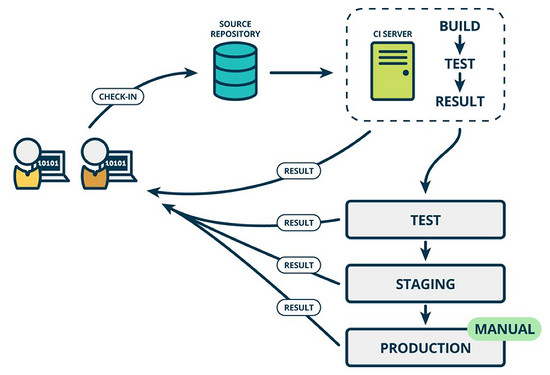 SOURCE
REPOSITORY
CI SERVER
BUILD
TEST
RESULT
CHECK-IN
10101
10101
RESULT
RESULT
TEST
RESULT
STAGING
RESULT
MANUAL
PRODUCTION